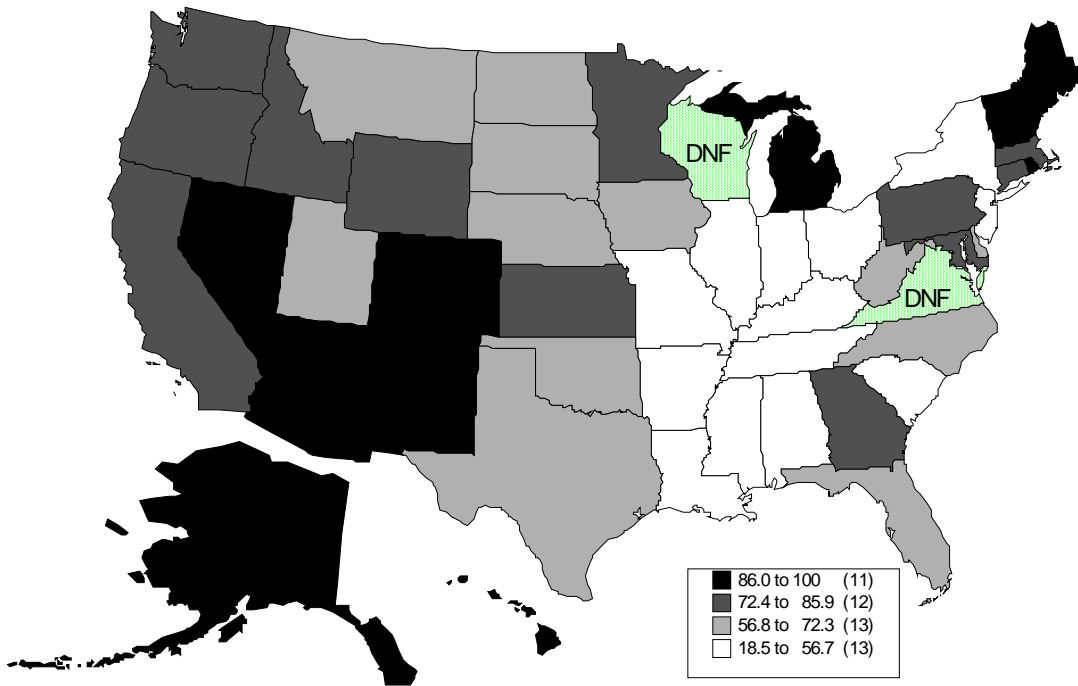 DNF
DNF
86.0 to 100 (11)
72.4 to 85.9 (12)
56.8 to 72.3 (13)
18.5 to 56.7 (13)